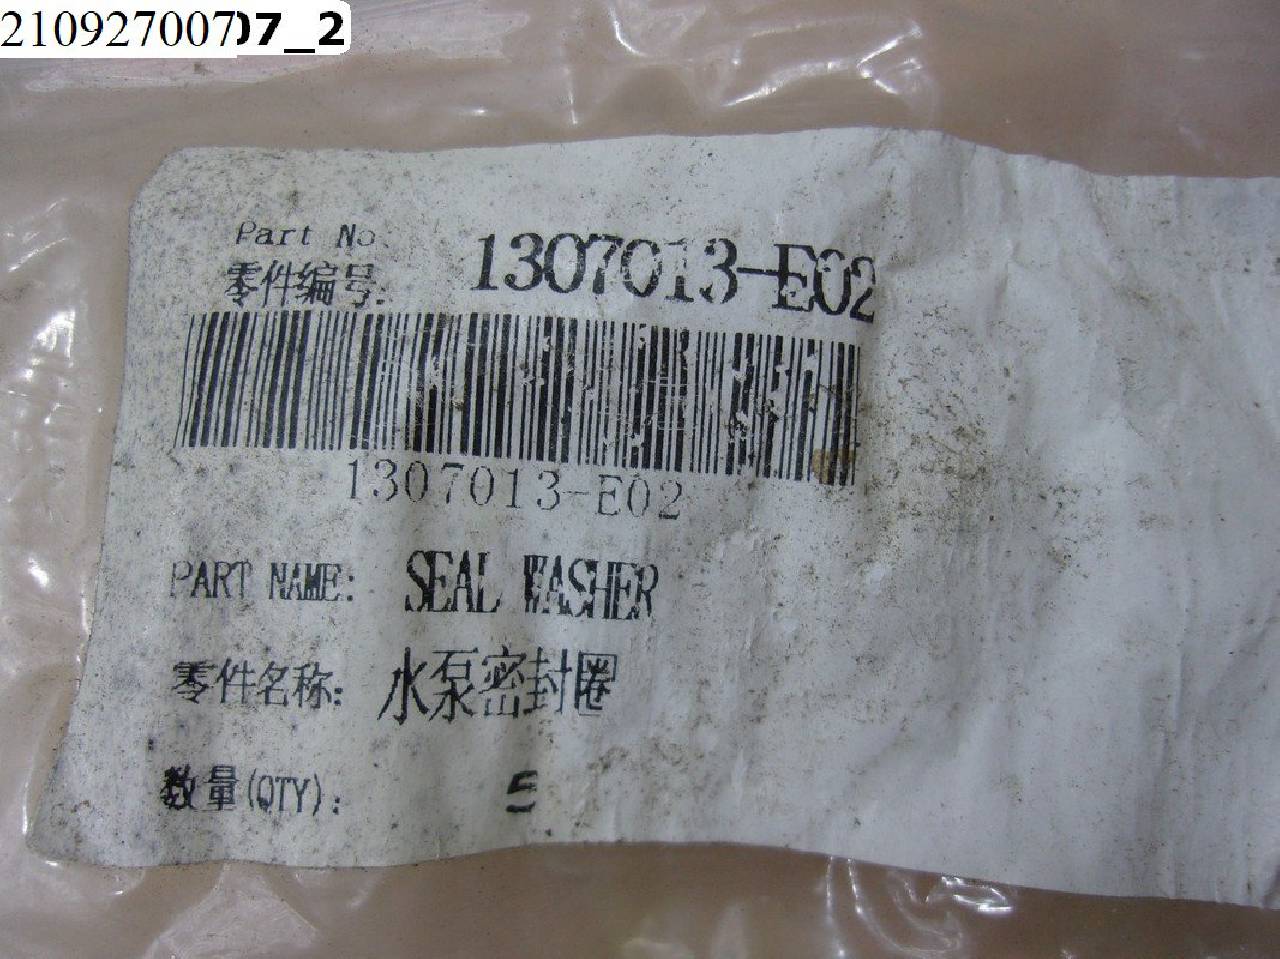 21092700707_2
Part No.
零件编号: 1307013-E02
1307013-E02
PART NAME: SEAL WASHER
零件名称: 水泵密封圈
数量(QTY): 5